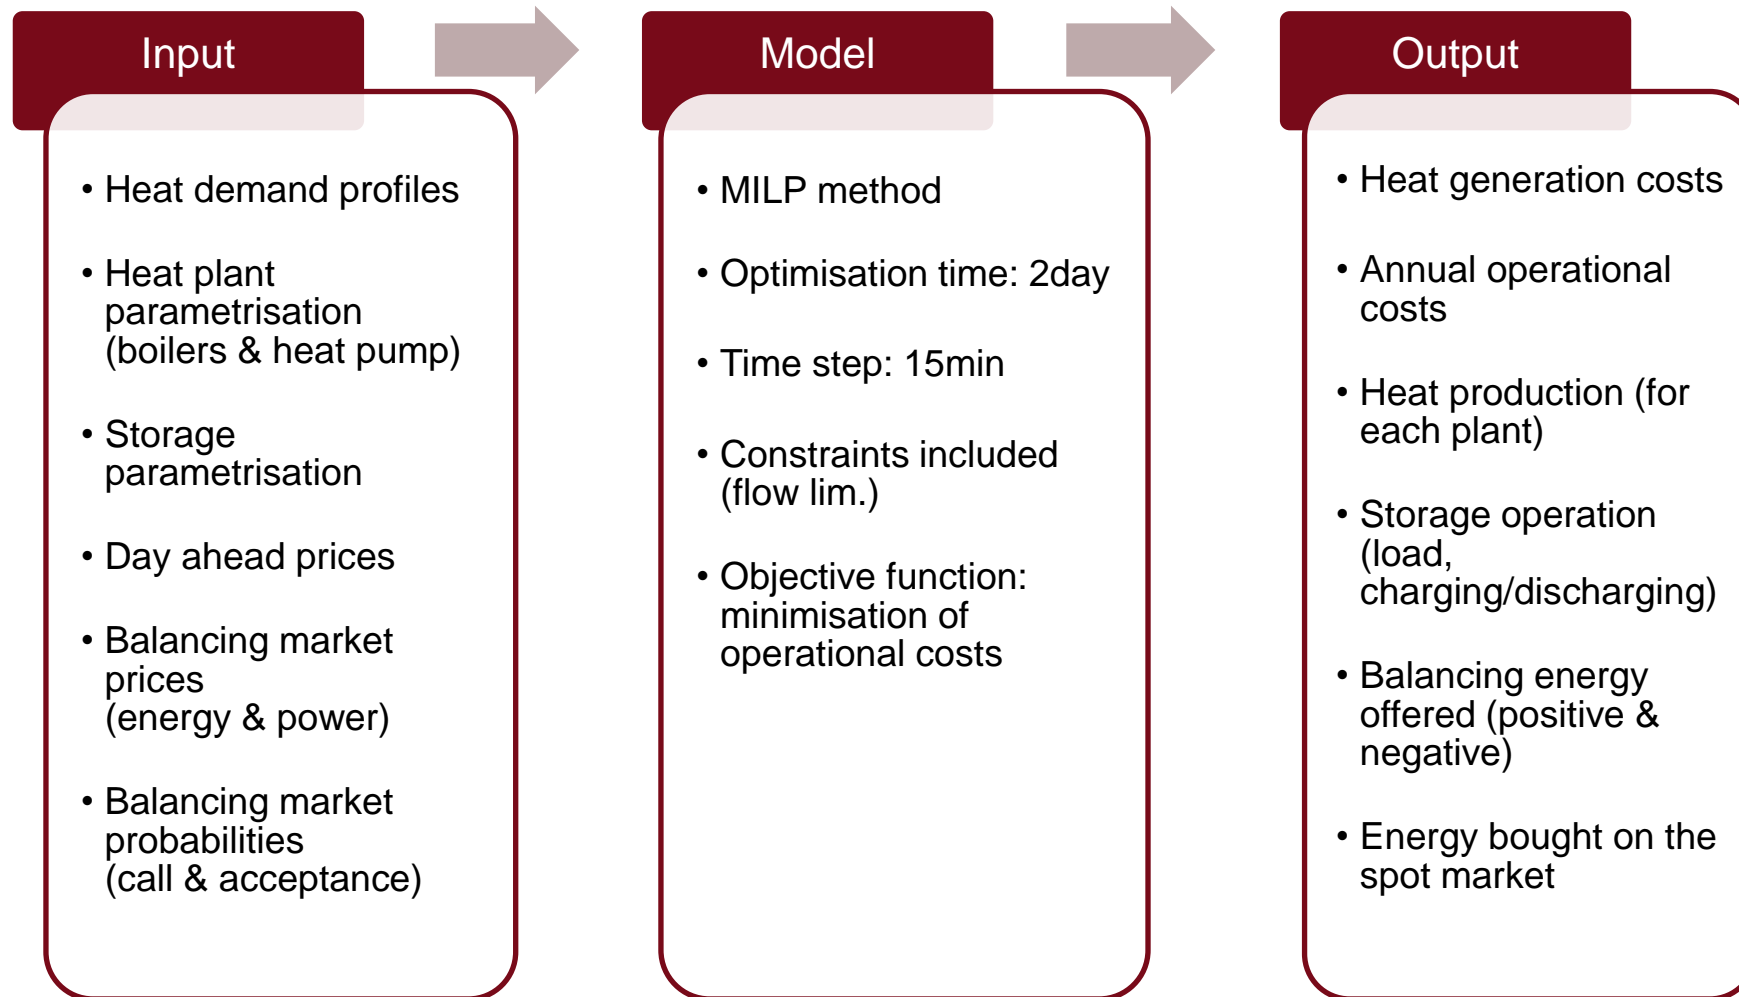 Input
• Heat demand profiles
• Heat plant
parametrisation
(boilers & heat pump)
• Storage
parametrisation
• Day ahead prices
• Balancing market
prices
(energy & power)
• Balancing market
probabilities
(call & acceptance)
Model
• MILP method
• Optimisation time: 2day
• Time step: 15min
• Constraints included
(flow lim.)
• Objective function:
minimisation of
operational costs
Output
• Heat generation costs
• Annual operational
costs
• Heat production (for
each plant)
• Storage operation
(load,
charging/discharging)
• Balancing energy
offered (positive &
negative)
• Energy bought on the
spot market